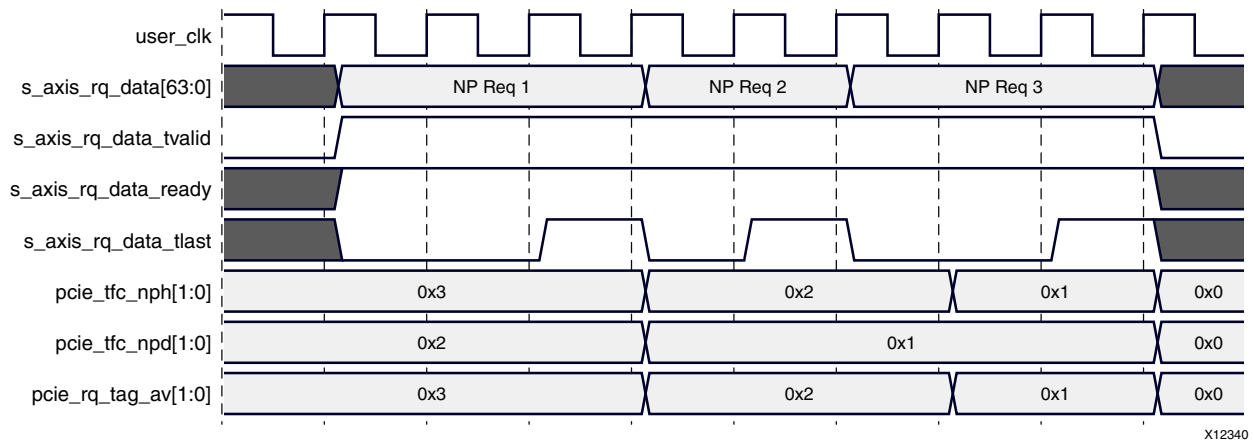 user_clk
s_axis_rq_data[63:0] NP Req 1 NP Req 2 NP Req 3
s_axis_rq_data_tvalid
s_axis_rq_data_ready
s_axis_rq_data_tlast
pcie_tfc_nph[1:0] 0x3 0x2 0x1 0x0
pcie_tfc_npd[1:0] 0x2 0x1 0x0
pcie_rq_tag_av[1:0] 0x3 0x2 0x1 0x0
X12340